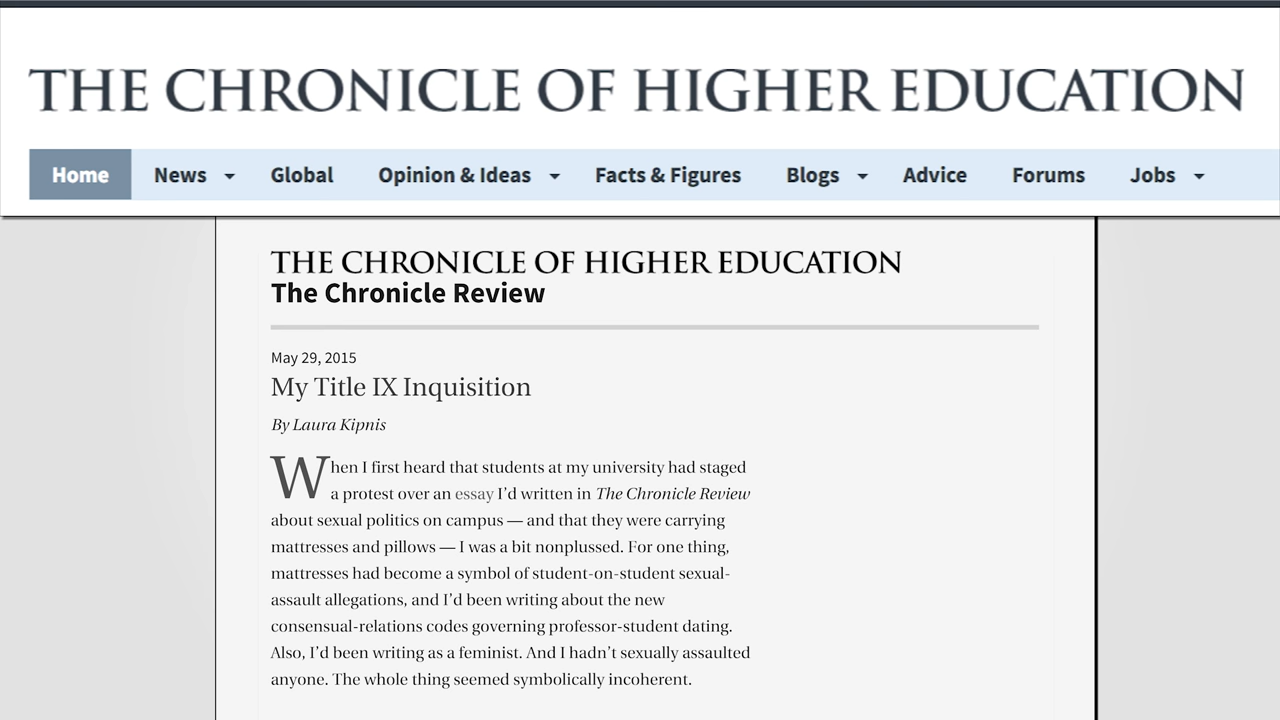 THE CHRONICLE OF HIGHER EDUCATION
Home News Global Opinion & Ideas Facts & Figures Blogs Advice Forums Jobs
THE CHRONICLE OF HIGHER EDUCATION
The Chronicle Review
May 29, 2015
My Title IX Inquisition
By Laura Kipnis
When I first heard that students at my university had staged
a protest over an essay I’d written in The Chronicle Review
about sexual politics on campus — and that they were carrying
mattresses and pillows — I was a bit nonplussed. For one thing,
mattresses had become a symbol of student-on-student sexual-
assault allegations, and I’d been writing about the new
consensual-relations codes governing professor-student dating.
Also, I’d been writing as a feminist. And I hadn’t sexually assaulted
anyone. The whole thing seemed symbolically incoherent.